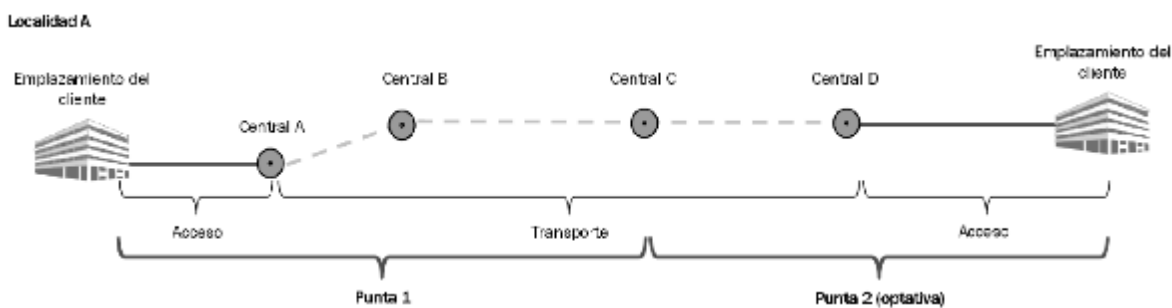 Localidad A
Emplazamiento del
cliente
Central A
Central B
Central C
Central D
Emplazamiento del
cliente
Acceso
Transporte
Acceso
Punta 1
Punta 2 (optativa)